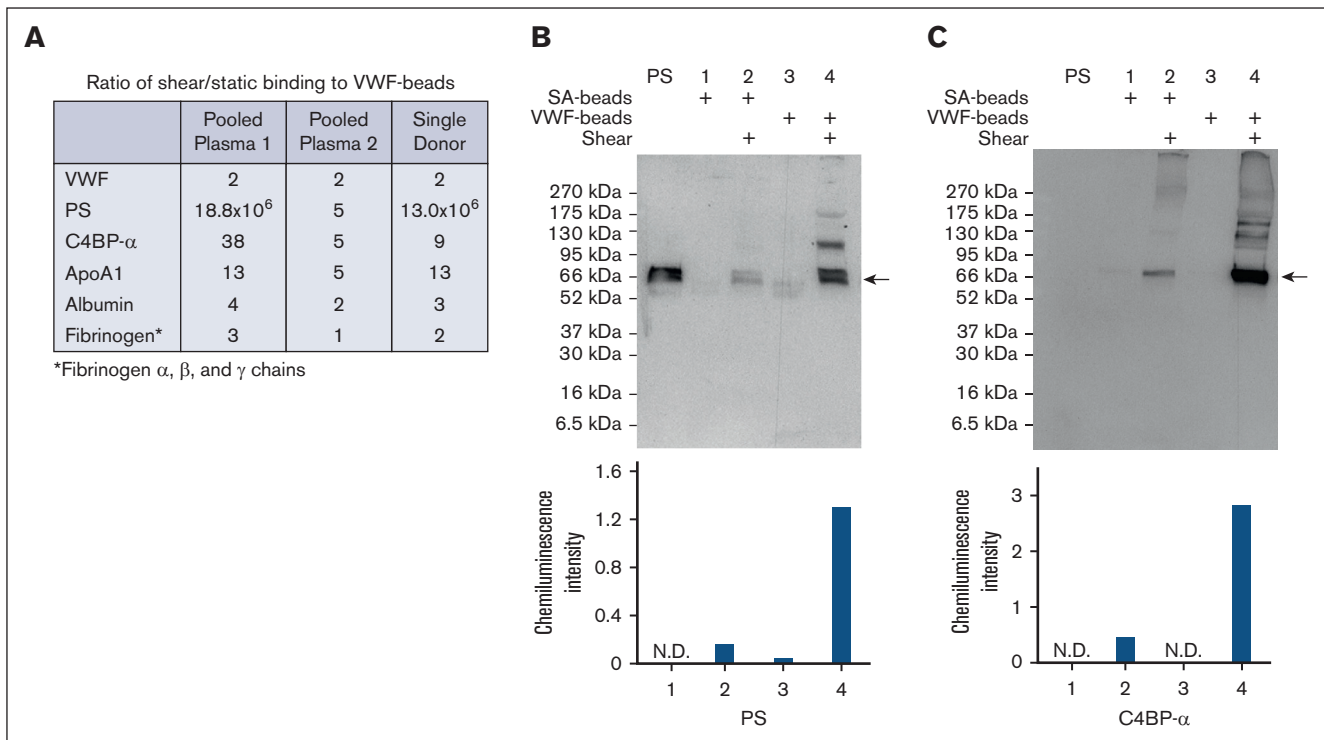 A
Ratio of shear/static binding to VWF-beads
Pooled Plasma 1 Pooled Plasma 2 Single Donor
VWF 2 2 2
PS 18.8x10⁶ 5 13.0x10⁶
C4BP-α 38 5 9
ApoA1 13 5 13
Albumin 4 2 3
Fibrinogen* 3 1 2
*Fibrinogen α, β, and γ chains
B
PS 1 2 3 4
SA-beads + +
VWF-beads + +
Shear + +
270 kDa
175 kDa
130 kDa
95 kDa
66 kDa
52 kDa
37 kDa
30 kDa
16 kDa
6.5 kDa
Chemiluminescence
intensity
1.6
1.2
0.8
0.4
0
N.D.
1 2 3 4
PS
C
PS 1 2 3 4
SA-beads + +
VWF-beads + +
Shear + +
270 kDa
175 kDa
130 kDa
95 kDa
66 kDa
52 kDa
37 kDa
30 kDa
16 kDa
6.5 kDa
Chemiluminescence
intensity
3
2
1
0
N.D. N.D.
1 2 3 4
C4BP-α